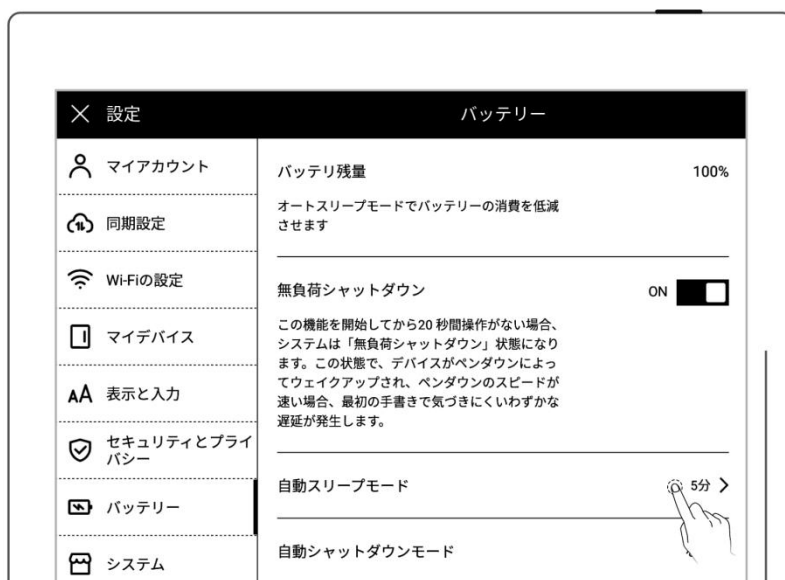 設定
バッテリー
マイアカウント
同期設定
Wi-Fiの設定
マイデバイス
AA 表示と入力
セキュリティとプライ
バシー
バッテリー
システム
バッテリ残量 100%
オートスリープモードでバッテリーの消費を低減
させます
無負荷シャットダウン ON
この機能を開始してから20 秒間操作がない場合、
システムは「無負荷シャットダウン」状態になり
ます。この状態で、デバイスがペンダウンによっ
てウェイクアップされ、ペンダウンのスピードが
速い場合、最初の手書きで気づきにくいわずかな
遅延が発生します。
自動スリープモード 5分
自動シャットダウンモード